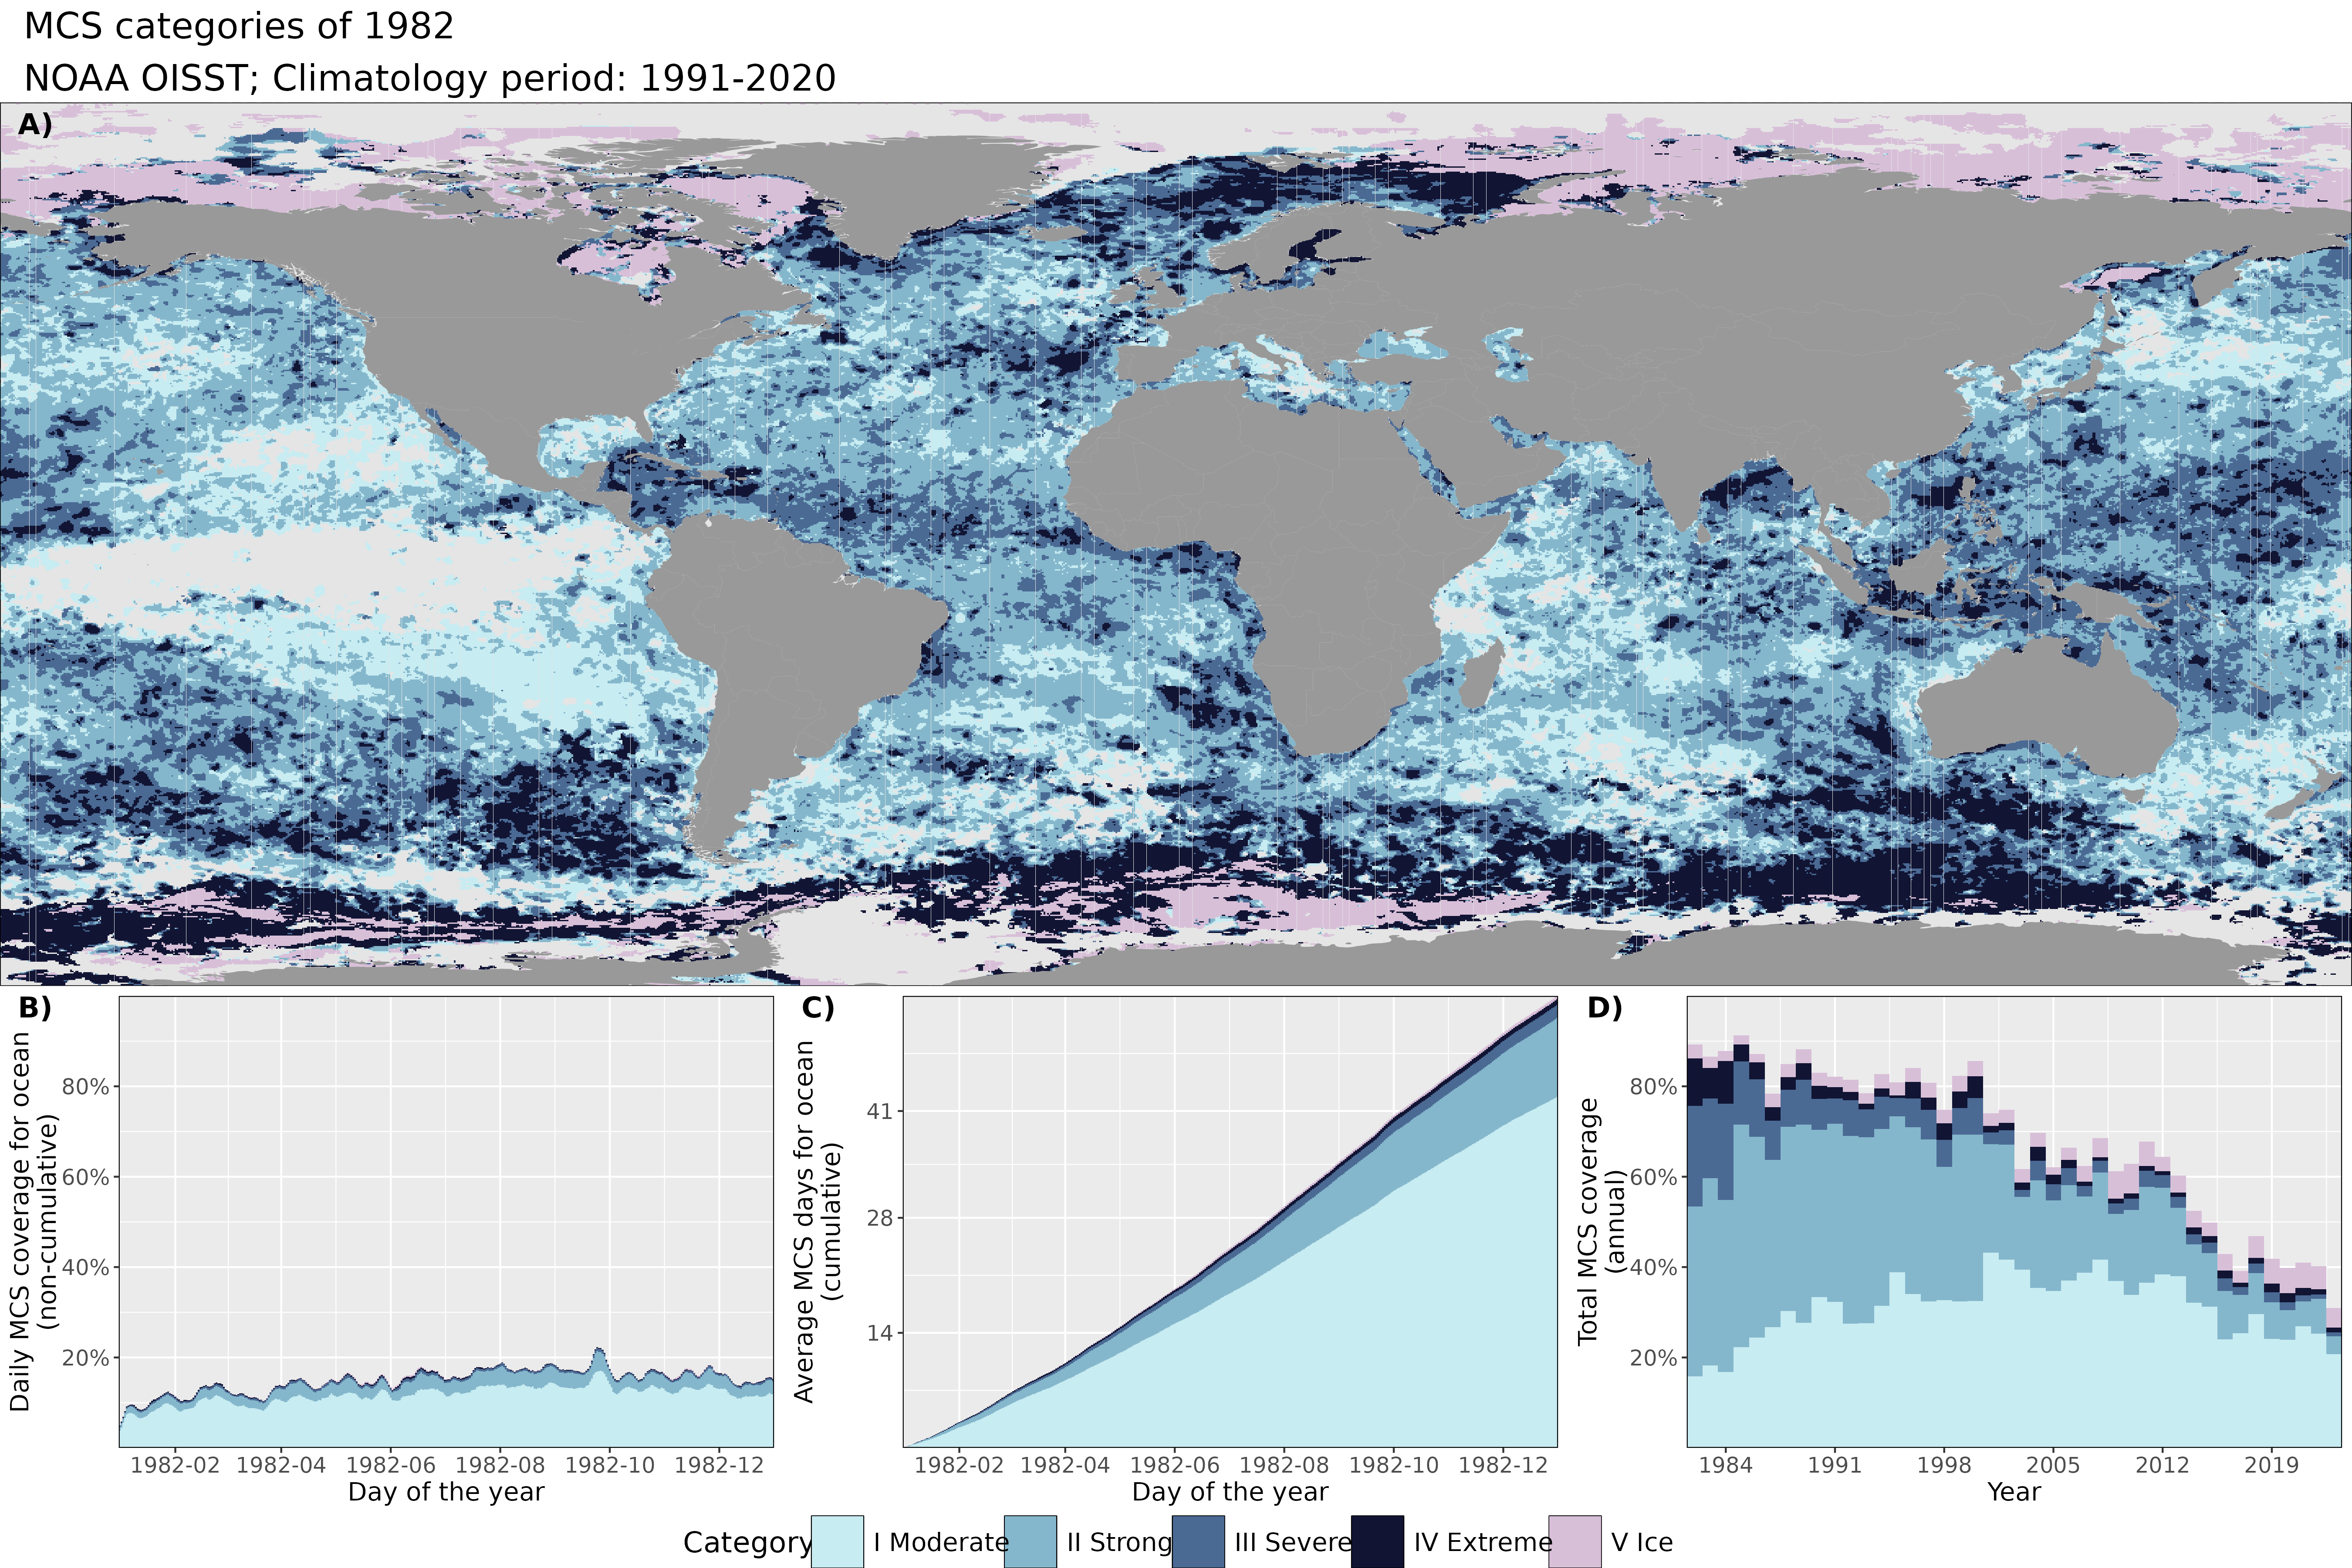 MCS categories of 1982
NOAA OISST; Climatology period: 1991-2020
A)
B)
Daily MCS coverage for ocean
(non-cumulative)
80%
60%
40%
20%
1982-02 1982-04 1982-06 1982-08 1982-10 1982-12
Day of the year
C)
Average MCS days for ocean
(cumulative)
41
28
14
1982-02 1982-04 1982-06 1982-08 1982-10 1982-12
Day of the year
D)
Total MCS coverage
(annual)
80%
60%
40%
20%
1984 1991 1998 2005 2012 2019
Year
Category I Moderate II Strong III Severe IV Extreme V Ice